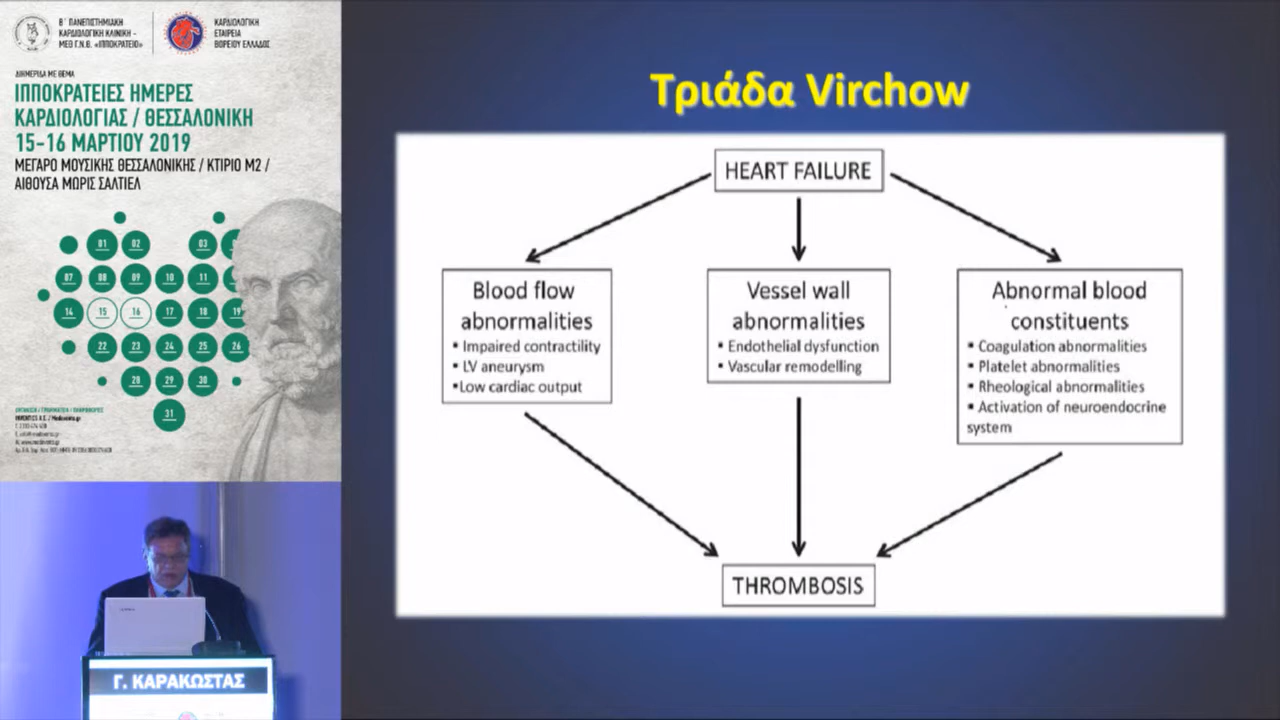 Β΄ ΠΑΝΕΠΙΣΤΗΜΙΑΚΗ
ΚΑΡΔΙΟΛΟΓΙΚΗ ΚΛΙΝΙΚΗ -
ΜΕΘ Γ.Ν.Θ. «ΙΠΠΟΚΡΑΤΕΙΟ»
ΚΑΡΔΙΟΛΟΓΙΚΗ
ΕΤΑΙΡΕΙΑ
ΒΟΡΕΙΟΥ ΕΛΛΑΔΟΣ
ΔΙΗΜΕΡΙΔΑ ΜΕ ΘΕΜΑ
ΙΠΠΟΚΡΑΤΕΙΕΣ ΗΜΕΡΕΣ
ΚΑΡΔΙΟΛΟΓΙΑΣ / ΘΕΣΣΑΛΟΝΙΚΗ
15-16 ΜΑΡΤΙΟΥ 2019
ΜΕΓΑΡΟ ΜΟΥΣΙΚΗΣ ΘΕΣΣΑΛΟΝΙΚΗΣ / ΚΤΙΡΙΟ Μ2 /
ΑΙΘΟΥΣΑ ΜΩΡΙΣ ΣΑΛΤΙΕΛ
01 02 03
07 08 09 10 11
14 15 16 17 18 19
22 23 24 25 26
28 29 30
31
Γ. ΚΑΡΑΚΩΣΤΑΣ
Τριάδα Virchow
HEART FAILURE
Blood flow
abnormalities
▪ Impaired contractility
▪ LV aneurysm
▪Low cardiac output
Vessel wall
abnormalities
▪ Endothelial dysfunction
▪ Vascular remodelling
Abnormal blood
constituents
▪ Coagulation abnormalities
▪ Platelet abnormalities
▪ Rheological abnormalities
▪ Activation of neuroendocrine
system
THROMBOSIS